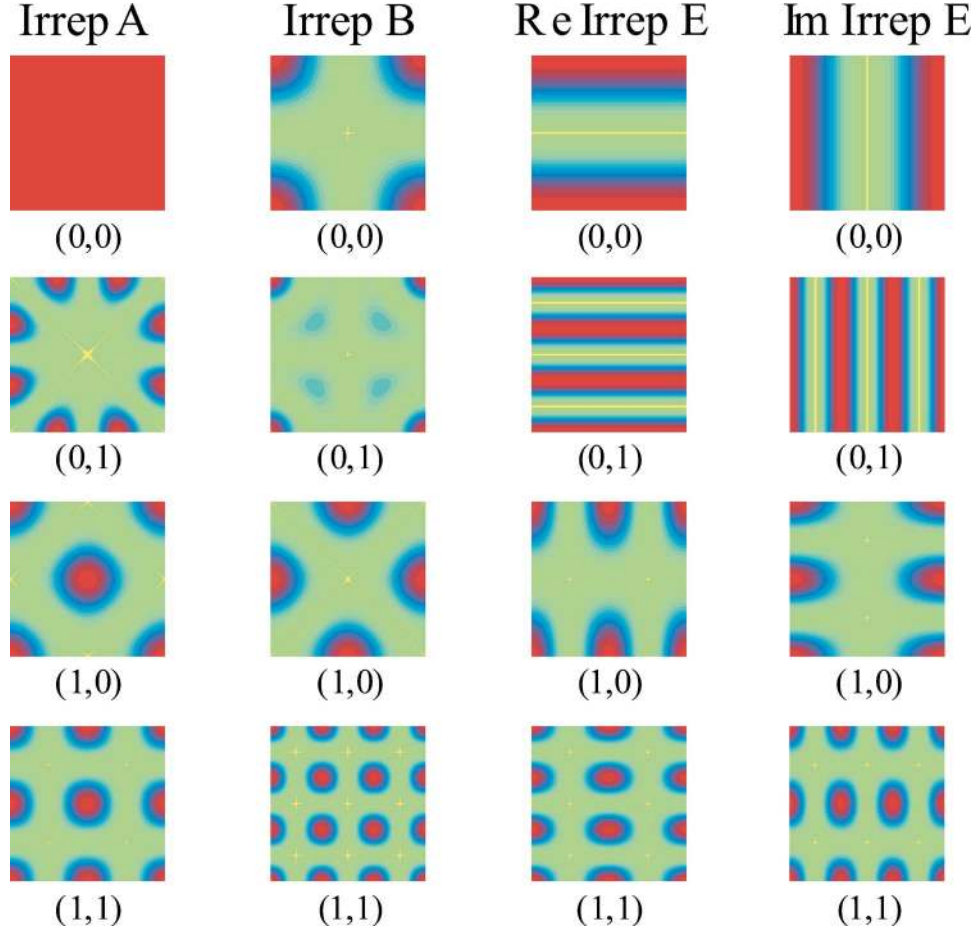 Irrep A Irrep B Re Irrep E Im Irrep E
(0,0) (0,0) (0,0) (0,0)
(0,1) (0,1) (0,1) (0,1)
(1,0) (1,0) (1,0) (1,0)
(1,1) (1,1) (1,1) (1,1)